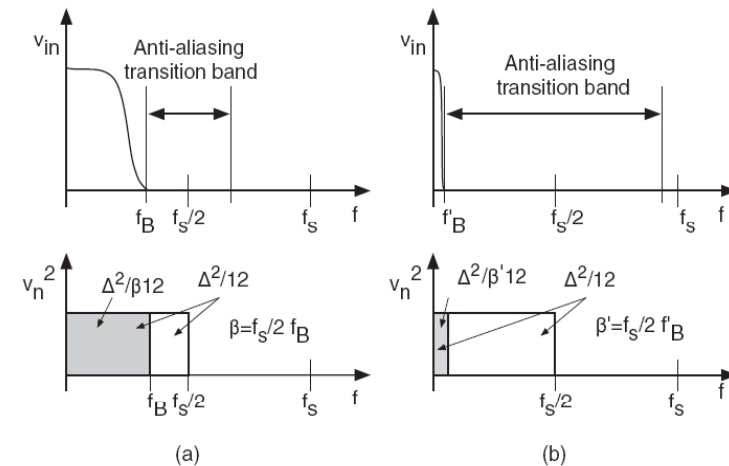 v_in
Anti-aliasing
transition band
f_B
f_s/2
f_s
f
v_in
Anti-aliasing
transition band
f'_B
f_s/2
f_s
f
v_n^2
Δ^2/β12
Δ^2/12
β=f_s/2 f_B
f_B
f_s/2
f_s
f
(a)
v_n^2
Δ^2/β'12
Δ^2/12
β'=f_s/2 f'_B
f_s/2
f_s
f
(b)